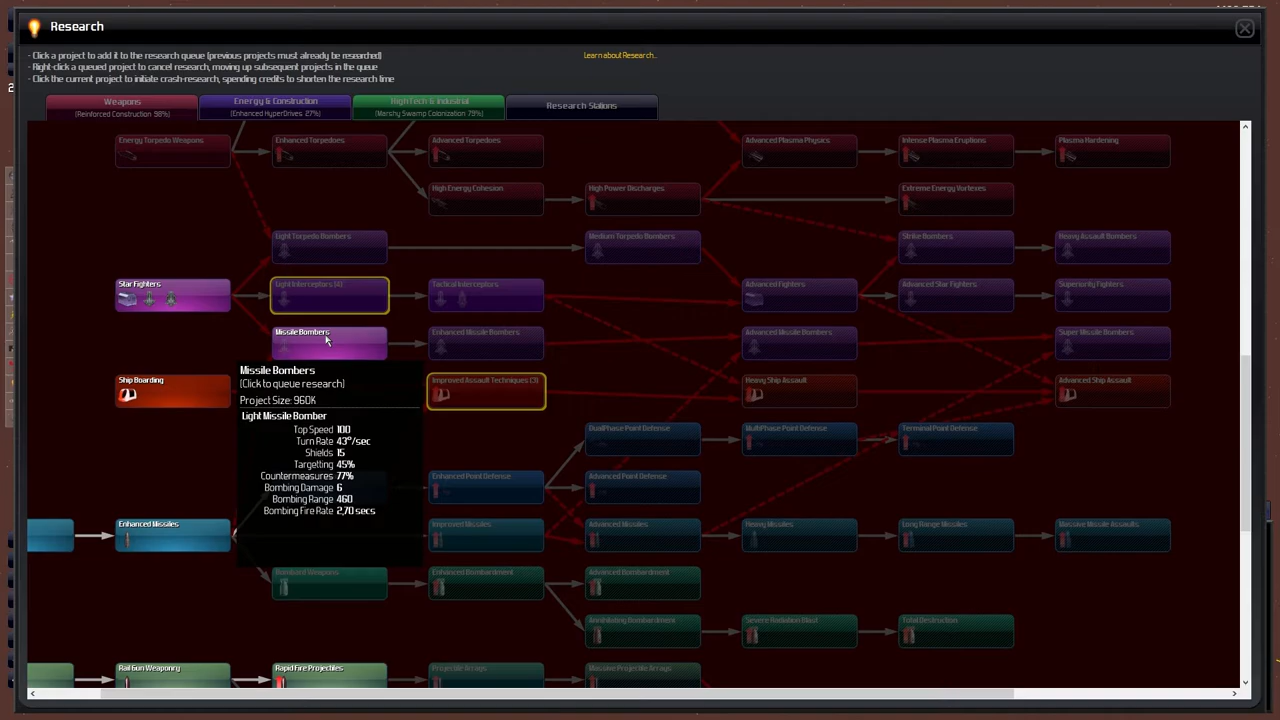 Research
- Click a project to add it to the research queue (previous projects must already be researched)
- Right-click a queued project to cancel research, moving up subsequent projects in the queue
- Click the current project to initiate crash-research, spending credits to shorten the research time
Learn about Research...
Weapons
(Reinforced Construction 98%)
Energy & Construction
(Enhanced HyperDrives 27%)
HighTech & Industrial
(Marshy Swamp Colonization 79%)
Research Stations
Energy Torpedo Weapons
Enhanced Torpedoes
Advanced Torpedoes
Advanced Plasma Physics
Intense Plasma Eruptions
Plasma Hardening
High Energy Cohesion
High Power Discharges
Extreme Energy Vortexes
Light Torpedo Bombers
Medium Torpedo Bombers
Strike Bombers
Heavy Assault Bombers
Star Fighters
Light Interceptors (4)
Tactical Interceptors
Advanced Fighters
Advanced Star Fighters
Superiority Fighters
Missile Bombers
Enhanced Missile Bombers
Advanced Missile Bombers
Super Missile Bombers
Ship Boarding
Improved Assault Techniques (3)
Heavy Ship Assault
Advanced Ship Assault
Missile Bombers
(Click to queue research)
Project Size: 960K
Light Missile Bomber
Top Speed 100
Turn Rate 43°/sec
Shields 15
Targetting 45%
Countermeasures 77%
Bombing Damage 6
Bombing Range 460
Bombing Fire Rate 2,70 secs
DualPhase Point Defense
MultiPhase Point Defense
Terminal Point Defense
Enhanced Point Defense
Advanced Point Defense
Enhanced Missiles
Improved Missiles
Advanced Missiles
Heavy Missiles
Long Range Missiles
Massive Missile Assaults
Bombard Weapons
Enhanced Bombardment
Advanced Bombardment
Annihilating Bombardment
Severe Radiation Blast
Total Destruction
Rail Gun Weaponry
Rapid Fire Projectiles
Projectile Arrays
Massive Projectile Arrays